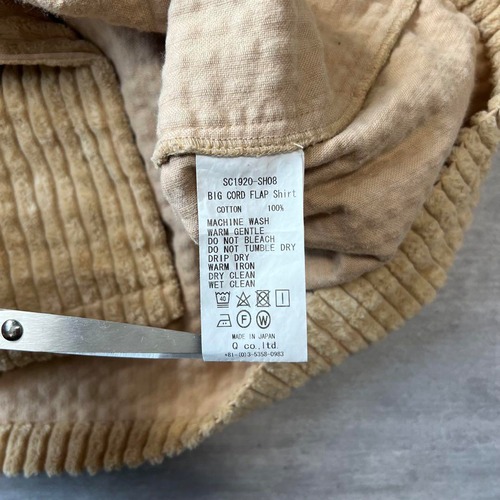 SC1920-SH08
BIG CORD FLAP Shirt
COTTON 100%
MACHINE WASH
WARM GENTLE
DO NOT BLEACH
DO NOT TUMBLE DRY
DRIP DRY
WARM IRON
DRY CLEAN
WET CLEAN
40
F W
MADE IN JAPAN
Q co.,ltd.
+81-(0)3-5358-0983